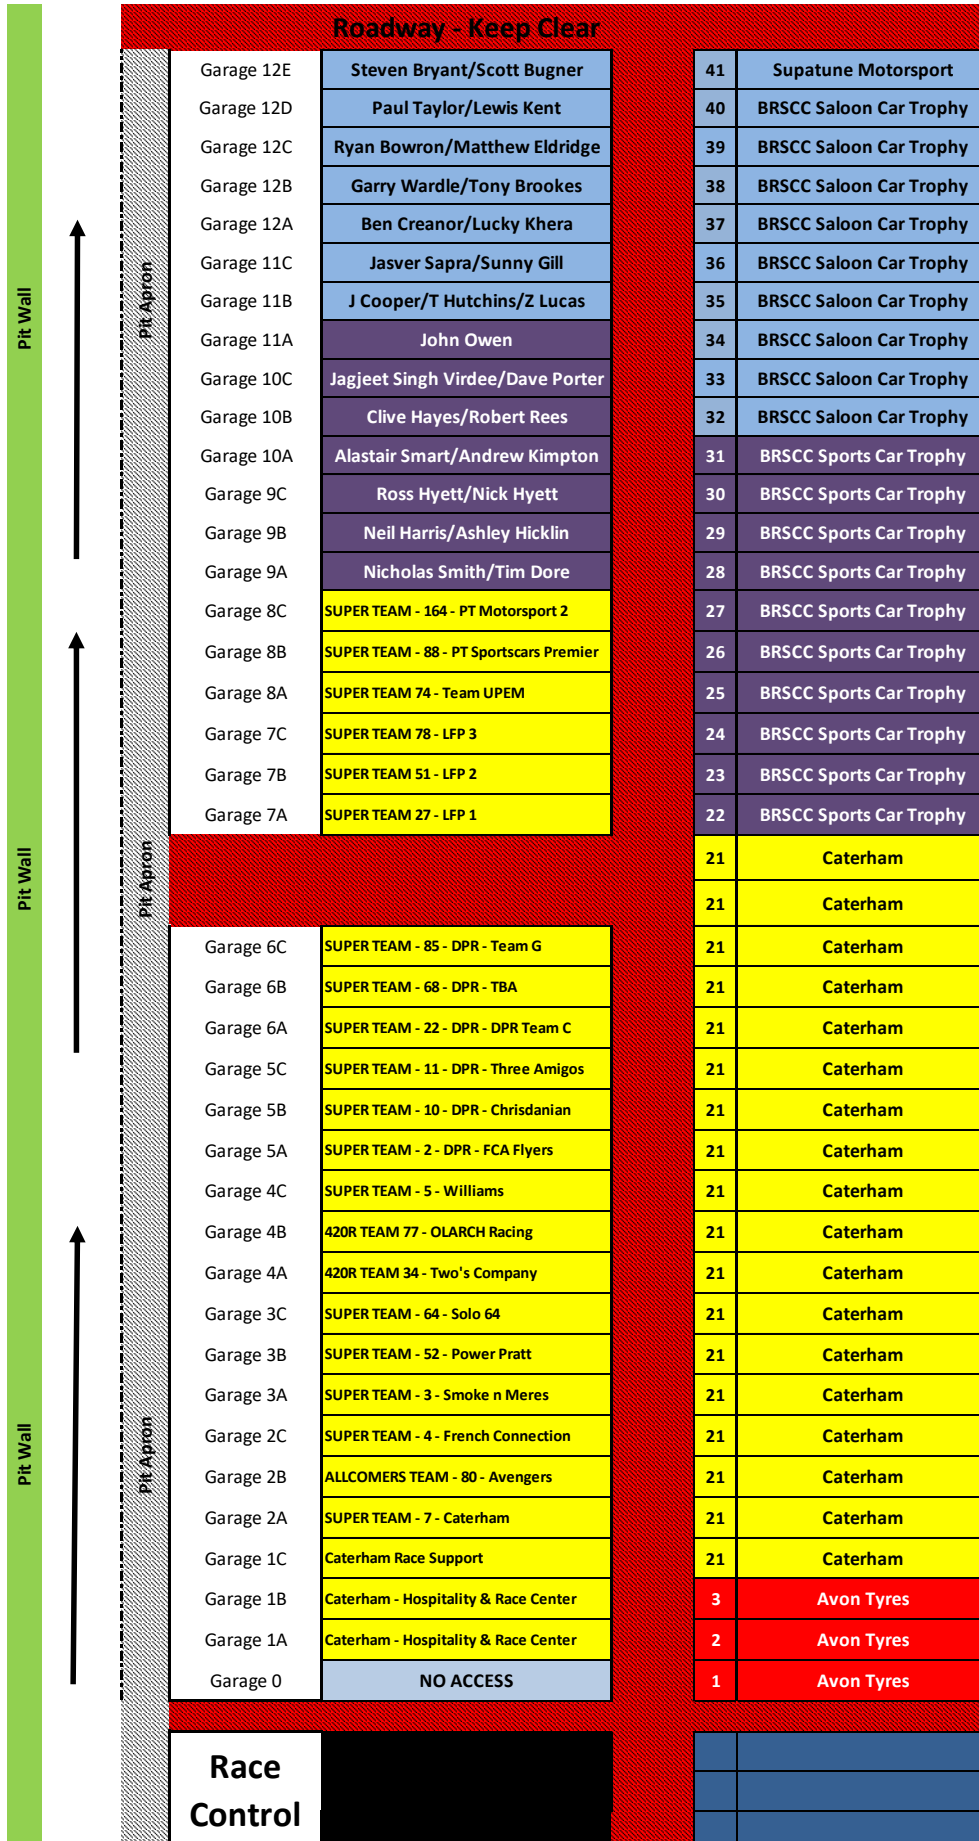 Roadway - Keep Clear
Garage 12E Steven Bryant/Scott Bugner 41 Supatune Motorsport
Garage 12D Paul Taylor/Lewis Kent 40 BRSCC Saloon Car Trophy
Garage 12C Ryan Bowron/Matthew Eldridge 39 BRSCC Saloon Car Trophy
Garage 12B Garry Wardle/Tony Brookes 38 BRSCC Saloon Car Trophy
Garage 12A Ben Creanor/Lucky Khera 37 BRSCC Saloon Car Trophy
Garage 11C Jasver Sapra/Sunny Gill 36 BRSCC Saloon Car Trophy
Garage 11B J Cooper/T Hutchins/Z Lucas 35 BRSCC Saloon Car Trophy
Pit Wall
Pit Apron
Garage 11A John Owen 34 BRSCC Saloon Car Trophy
Garage 10C Jagjeet Singh Virdee/Dave Porter 33 BRSCC Saloon Car Trophy
Garage 10B Clive Hayes/Robert Rees 32 BRSCC Saloon Car Trophy
Garage 10A Alastair Smart/Andrew Kimpton 31 BRSCC Sports Car Trophy
Garage 9C Ross Hyett/Nick Hyett 30 BRSCC Sports Car Trophy
Garage 9B Neil Harris/Ashley Hicklin 29 BRSCC Sports Car Trophy
Garage 9A Nicholas Smith/Tim Dore 28 BRSCC Sports Car Trophy
Garage 8C SUPER TEAM - 164 - PT Motorsport 2 27 BRSCC Sports Car Trophy
Garage 8B SUPER TEAM - 88 - PT Sportscars Premier 26 BRSCC Sports Car Trophy
Garage 8A SUPER TEAM 74 - Team UPEM 25 BRSCC Sports Car Trophy
Garage 7C SUPER TEAM 78 - LFP 3 24 BRSCC Sports Car Trophy
Garage 7B SUPER TEAM 51 - LFP 2 23 BRSCC Sports Car Trophy
Garage 7A SUPER TEAM 27 - LFP 1 22 BRSCC Sports Car Trophy
Pit Wall
Pit Apron
21 Caterham
21 Caterham
Garage 6C SUPER TEAM - 85 - DPR - Team G 21 Caterham
Garage 6B SUPER TEAM - 68 - DPR - TBA 21 Caterham
Garage 6A SUPER TEAM - 22 - DPR - DPR Team C 21 Caterham
Garage 5C SUPER TEAM - 11 - DPR - Three Amigos 21 Caterham
Garage 5B SUPER TEAM - 10 - DPR - Chrisdanian 21 Caterham
Garage 5A SUPER TEAM - 2 - DPR - FCA Flyers 21 Caterham
Garage 4C SUPER TEAM - 5 - Williams 21 Caterham
Garage 4B 420R TEAM 77 - OLARCH Racing 21 Caterham
Garage 4A 420R TEAM 34 - Two's Company 21 Caterham
Garage 3C SUPER TEAM - 64 - Solo 64 21 Caterham
Garage 3B SUPER TEAM - 52 - Power Pratt 21 Caterham
Garage 3A SUPER TEAM - 3 - Smoke n Meres 21 Caterham
Garage 2C SUPER TEAM - 4 - French Connection 21 Caterham
Pit Wall
Pit Apron
Garage 2B ALLCOMERS TEAM - 80 - Avengers 21 Caterham
Garage 2A SUPER TEAM - 7 - Caterham 21 Caterham
Garage 1C Caterham Race Support 21 Caterham
Garage 1B Caterham - Hospitality & Race Center 3 Avon Tyres
Garage 1A Caterham - Hospitality & Race Center 2 Avon Tyres
Garage 0 NO ACCESS 1 Avon Tyres
Race
Control